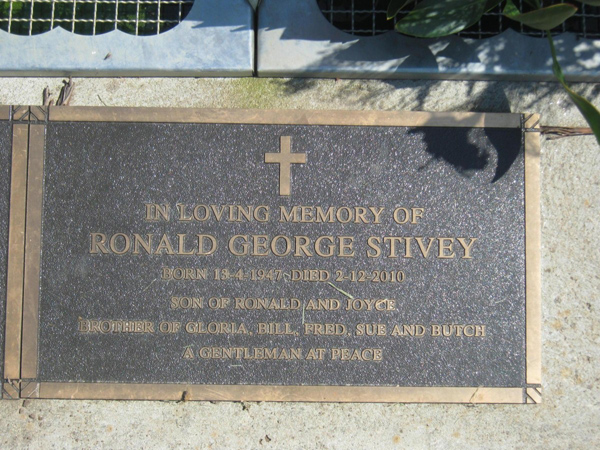 IN LOVING MEMORY OF
RONALD GEORGE STIVEY
BORN 13-4-1947~DIED 2-12-2010
SON OF RONALD AND JOYCE
BROTHER OF GLORIA, BILL, FRED, SUE AND BUTCH
A GENTLEMAN AT PEACE